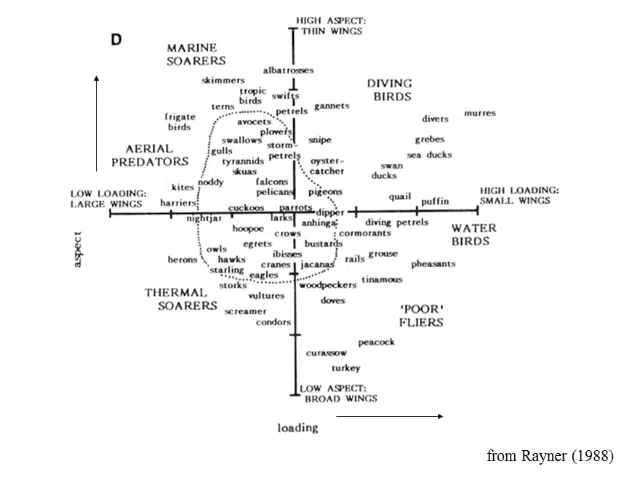 HIGH ASPECT:
THIN WINGS
D
MARINE
SOARERS
albatrosses
skimmers
DIVING
BIRDS
tropic
birds
swifts
terns
petrels
gannets
frigate
birds
avocets
divers
murres
plovers
swallows
storm-
petrels
snipe
grebes
AERIAL
PREDATORS
gulls
tyrannids
oyster-
catcher
sea ducks
swan
ducks
skuas
noddy
falcons
kites
pelicans
pigeons
LOW LOADING:
LARGE WINGS
HIGH LOADING:
SMALL WINGS
harriers
cuckoos
parrots
quail
puffin
nightjar
larks
dipper
hoopoe
anhinga
diving petrels
WATER
BIRDS
crows
cormorants
aspect
egrets
bustards
owls
ibisses
grouse
herons
hawks
cranes
jacanas
rails
pheasants
starling
eagles
tinamous
storks
woodpeckers
THERMAL
SOARERS
vultures
doves
screamer
'POOR'
FLIERS
condors
peacock
curassow
turkey
LOW ASPECT:
BROAD WINGS
loading
from Rayner (1988)